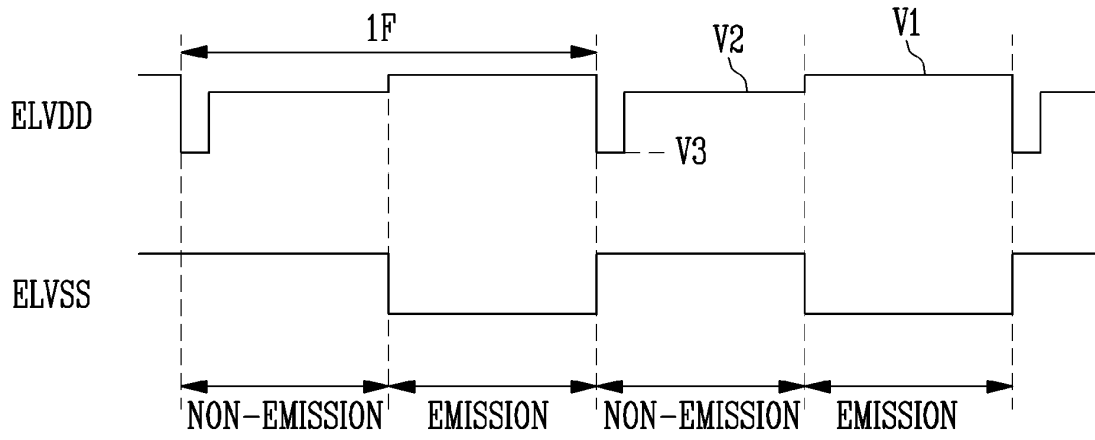 1F
V2
V1
ELVDD
V3
ELVSS
NON-EMISSION
EMISSION
NON-EMISSION
EMISSION